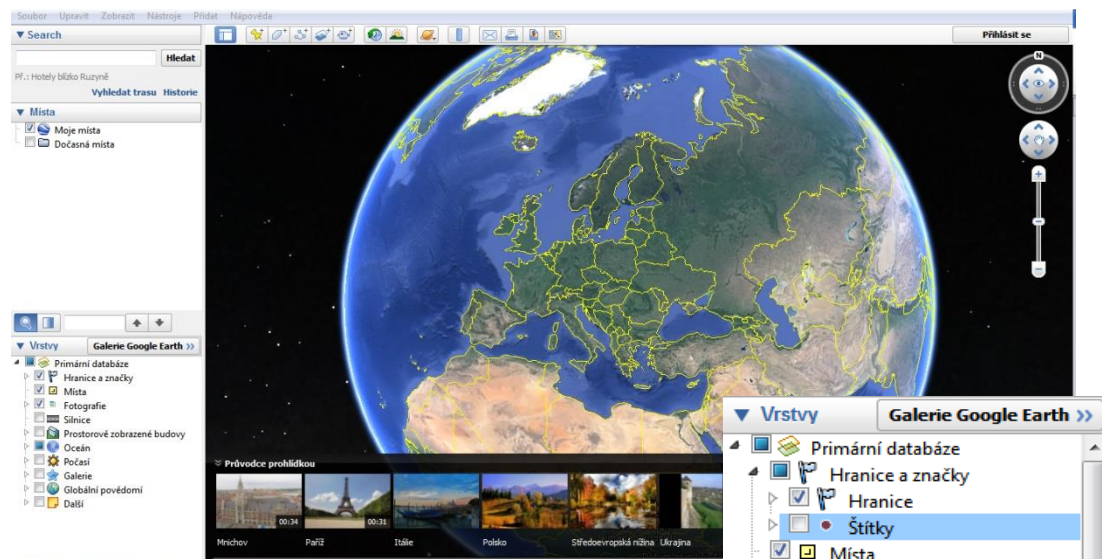 Soubor Upravit Zobrazit Nástroje Přidat Nápověda
Search
Přihlásit se
Hledat
Př.: Hotely blízko Ruzyně
Vyhledat trasu Historie
Místa
Moje místa
Dočasná místa
N
Vrstvy Galerie Google Earth >>
Primární databáze
Hranice a značky
Místa
Fotografie
Silnice
Prostorové zobrazené budovy
Oceán
Počasí
Galerie
Globální povědomí
Další
Průvodce prohlídkou
00:34 00:31
Mnichov Paříž Itálie Polsko Středoevropská nížina Ukrajina
Vrstvy Galerie Google Earth >>
Primární databáze
Hranice a značky
Hranice
Štítky
Místa